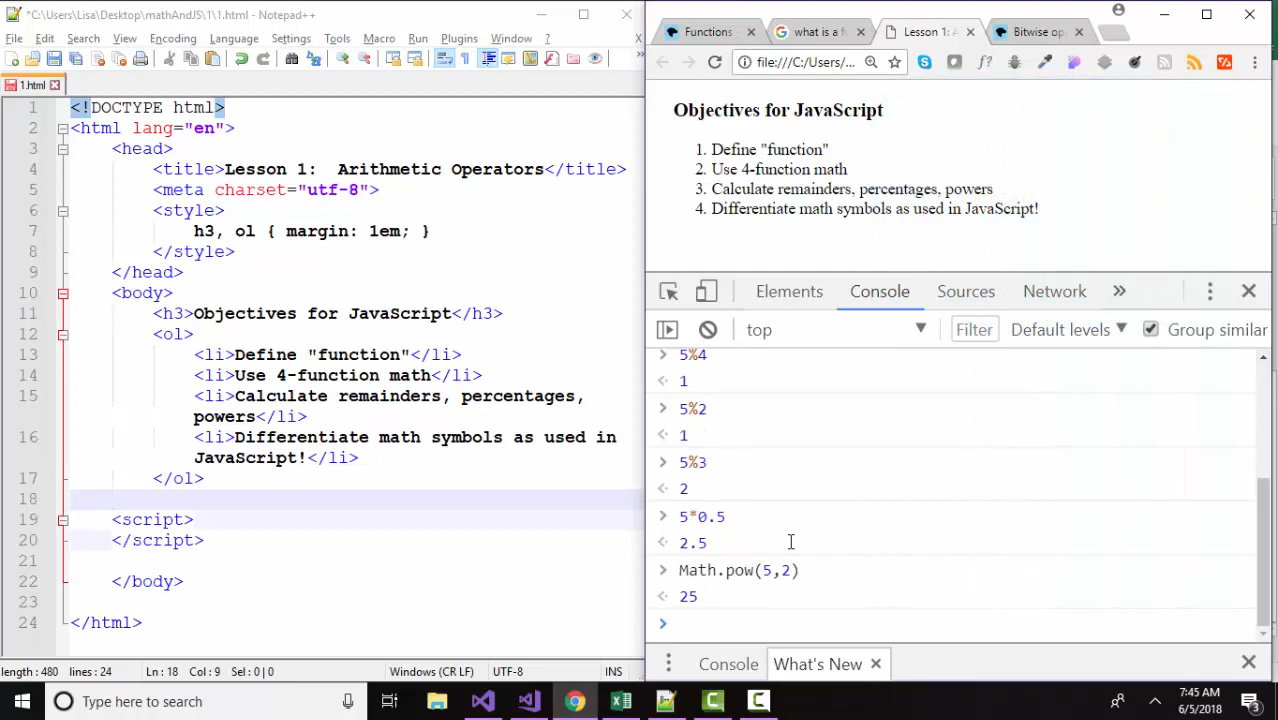 *C:\Users\Lisa\Desktop\mathAndJS\1\1.html - Notepad++
File Edit Search View Encoding Language Settings Tools Macro Run Plugins Window ? X
1.html
1 <!DOCTYPE html>
2 <html lang="en">
3 <head>
4 <title>Lesson 1:  Arithmetic Operators</title>
5 <meta charset="utf-8">
6 <style>
7 h3, ol { margin: 1em; }
8 </style>
9 </head>
10 <body>
11 <h3>Objectives for JavaScript</h3>
12 <ol>
13 <li>Define "function"</li>
14 <li>Use 4-function math</li>
15 <li>Calculate remainders, percentages,
powers</li>
16 <li>Differentiate math symbols as used in
JavaScript!</li>
17 </ol>
18
19 <script>
20 </script>
21
22 </body>
23
24 </html>
length : 480 lines : 24 Ln : 18 Col : 9 Sel : 0 | 0 Windows (CR LF) UTF-8 INS
Functions - what is a f Lesson 1: A Bitwise op
file:///C:/Users/...
f?
Objectives for JavaScript
1. Define "function"
2. Use 4-function math
3. Calculate remainders, percentages, powers
4. Differentiate math symbols as used in JavaScript!
Elements Console Sources Network »
top Filter Default levels Group similar
5%4
1
5%2
1
5%3
2
5*0.5
2.5
Math.pow(5,2)
25
Console What's New
Type here to search
7:45 AM
6/5/2018
3